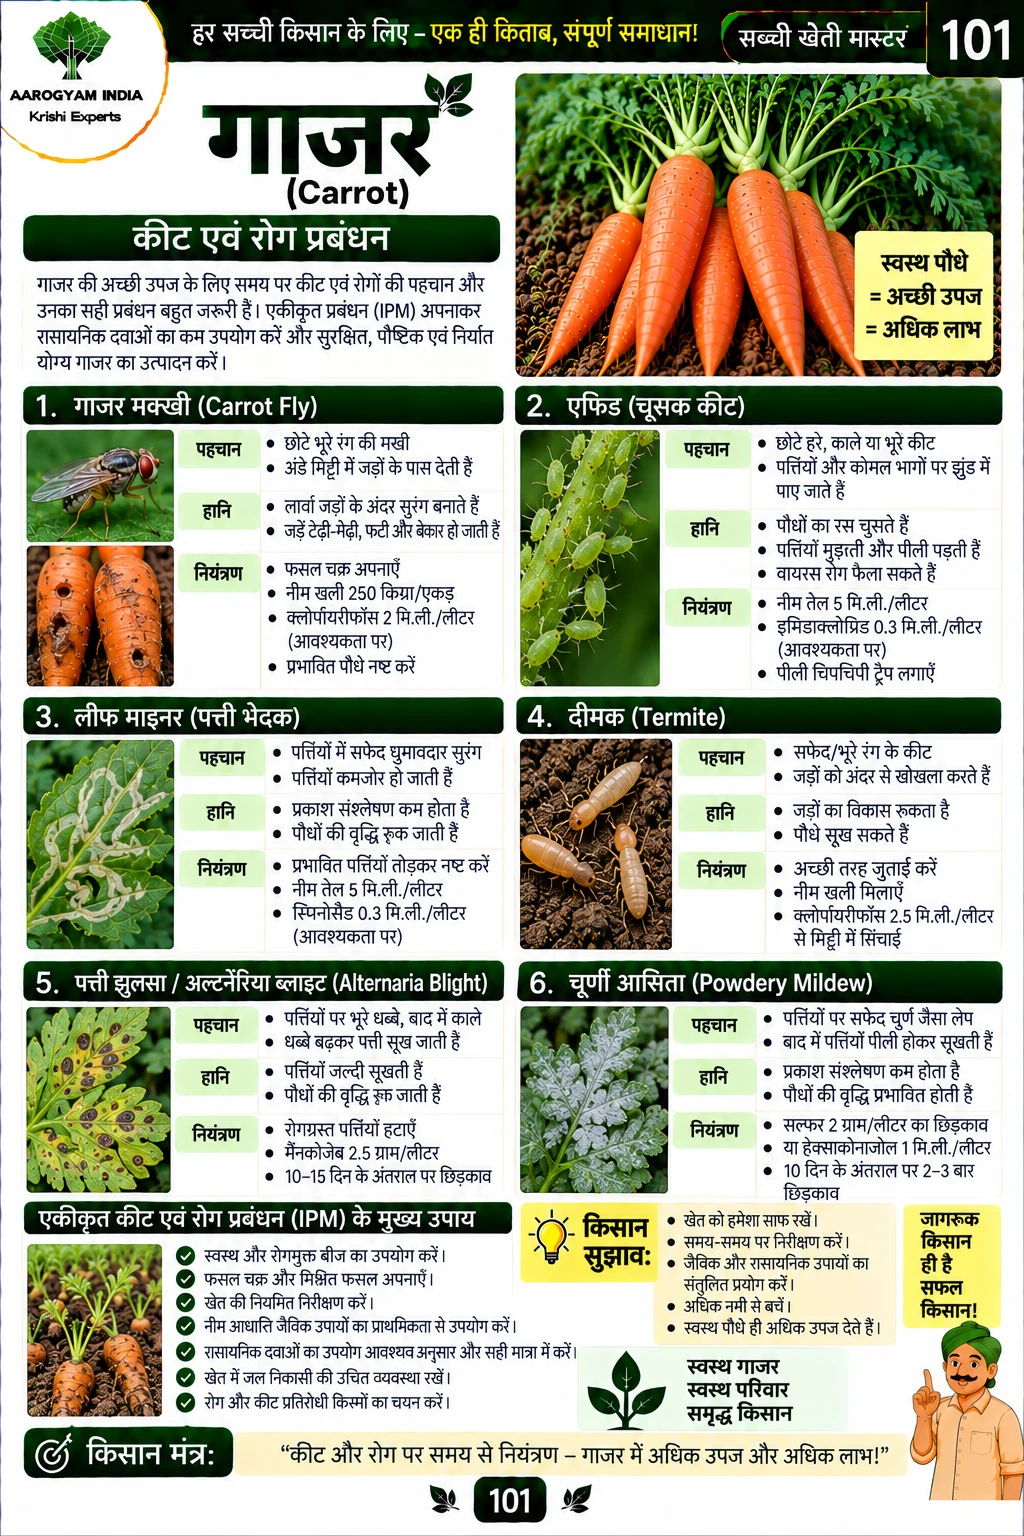 हर सच्ची किसान के लिए – एक ही किताब, संपूर्ण समाधान!
सब्ची खेती मास्टर
101
AAROGYAM INDIA
Krishi Experts
गाजर
(Carrot)
कीट एवं रोग प्रबंधन
गाजर की अच्छी उपज के लिए समय पर कीट एवं रोगों की पहचान और
उनका सही प्रबंधन बहुत जरूरी हैं। एकीकृत प्रबंधन (IPM) अपनाकर
रासायनिक दवाओं का कम उपयोग करें और सुरक्षित, पौष्टिक एवं निर्यात
योग्य गाजर का उत्पादन करें।
स्वस्थ पौधे
= अच्छी उपज
= अधिक लाभ
1. गाजर मक्खी (Carrot Fly)
पहचान
• छोटे भूरे रंग की मखी
• अंडे मिट्टी में जड़ों के पास देती हैं
हानि
• लार्वा जड़ों के अंदर सुरंग बनाते हैं
• जड़ें टेढ़ी-मेढ़ी, फटी और बेकार हो जाती हैं
नियंत्रण
• फसल चक्र अपनाएँ
• नीम खली 250 किग्रा/एकड़
• क्लोर्पायरीफॉस 2 मि.ली./लीटर
(आवश्यकता पर)
• प्रभावित पौधे नष्ट करें
2. एफिड (चूसक कीट)
पहचान
• छोटे हरे, काले या भूरे कीट
• पत्तियों और कोमल भागों पर झुंड में
पाए जाते हैं
हानि
• पौधों का रस चुसते हैं
• पत्तियों मुड़ती और पीली पड़ती हैं
• वायरस रोग फैला सकते हैं
नियंत्रण
• नीम तेल 5 मि.ली./लीटर
• इमिडाक्लोप्रिड 0.3 मि.ली./लीटर
(आवश्यकता पर)
• पीली चिपचिपी ट्रैप लगाएँ
3. लीफ माइनर (पत्ती भेदक)
पहचान
• पत्तियों में सफेद घुमावदार सुरंग
• पत्तियों कमजोर हो जाती हैं
हानि
• प्रकाश संश्लेषण कम होता है
• पौधों की वृद्धि रुक जाती हैं
नियंत्रण
• प्रभावित पत्तियों तोड़कर नष्ट करें
• नीम तेल 5 मि.ली./लीटर
• स्पिनोसैड 0.3 मि.ली./लीटर
(आवश्यकता पर)
4. दीमक (Termite)
पहचान
• सफेद/भूरे रंग के कीट
• जड़ों को अंदर से खोखला करते हैं
हानि
• जड़ों का विकास रूकता है
• पौधे सूख सकते हैं
नियंत्रण
• अच्छी तरह जुताई करें
• नीम खली मिलाएँ
• क्लोर्पायरीफॉस 2.5 मि.ली./लीटर
से मिट्टी में सिंचाई
5. पत्ती झुलसा / अल्टर्नेरिया ब्लाइट (Alternaria Blight)
पहचान
• पत्तियों पर भूरे धब्बे, बाद में काले
• धब्बे बढ़कर पत्ती सूख जाती हैं
हानि
• पत्तियों जल्दी सूखती हैं
• पौधों की वृद्धि रुक जाती हैं
नियंत्रण
• रोगग्रस्त पत्तियों हटाएँ
• मैंनकोजेब 2.5 ग्राम/लीटर
• 10–15 दिन के अंतराल पर छिड़काव
6. चूर्णी आसिता (Powdery Mildew)
पहचान
• पत्तियों पर सफेद चुर्ण जैसा लेप
• बाद में पत्तियों पीली होकर सूखती हैं
हानि
• प्रकाश संश्लेषण कम होता है
• पौधों की वृद्धि प्रभावित होती हैं
नियंत्रण
• सल्फर 2 ग्राम/लीटर का छिड़काव
• या हेक्साकोनाजोल 1 मि.ली./लीटर
• 10 दिन के अंतराल पर 2–3 बार
छिड़काव
एकीकृत कीट एवं रोग प्रबंधन (IPM) के मुख्य उपाय
स्वस्थ और रोगमुक्त बीज का उपयोग करें।
फसल चक्र और मिश्रित फसल अपनाएँ।
खेत की नियमित निरीक्षण करें।
नीम आधाति जैविक उपायों का प्राथमिकता से उपयोग करें।
रासायनिक दवाओं का उपयोग आवश्यव अनुसार और सही मात्रा में करें।
खेत में जल निकासी की उचित व्यवस्था रखें।
रोग और कीट प्रतिरोधी किस्मों का चयन करें।
किसान
सुझाव:
• खेत को हमेशा साफ रखें।
• समय-समय पर निरीक्षण करें।
• जैविक और रासायनिक उपायों का
संतुलित प्रयोग करें।
• अधिक नमी से बचें।
• स्वस्थ पौधे ही अधिक उपज देते हैं।
जागरूक
किसान
ही है
सफल
किसान!
स्वस्थ गाजर
स्वस्थ परिवार
समृद्ध किसान
किसान मंत्र:
“कीट और रोग पर समय से नियंत्रण – गाजर में अधिक उपज और अधिक लाभ!”
101